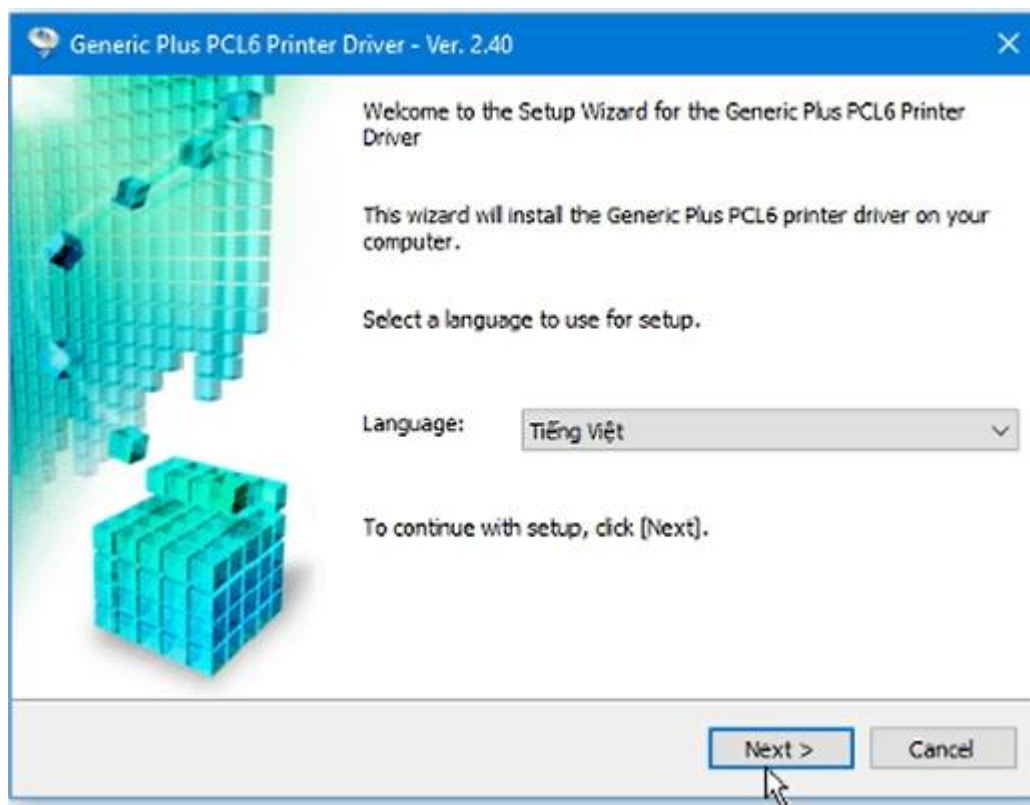 Generic Plus PCL6 Printer Driver - Ver. 2.40
Welcome to the Setup Wizard for the Generic Plus PCL6 Printer
Driver
This wizard will install the Generic Plus PCL6 printer driver on your
computer.
Select a language to use for setup.
Language:
Tiếng Việt
To continue with setup, click [Next].
Next >
Cancel